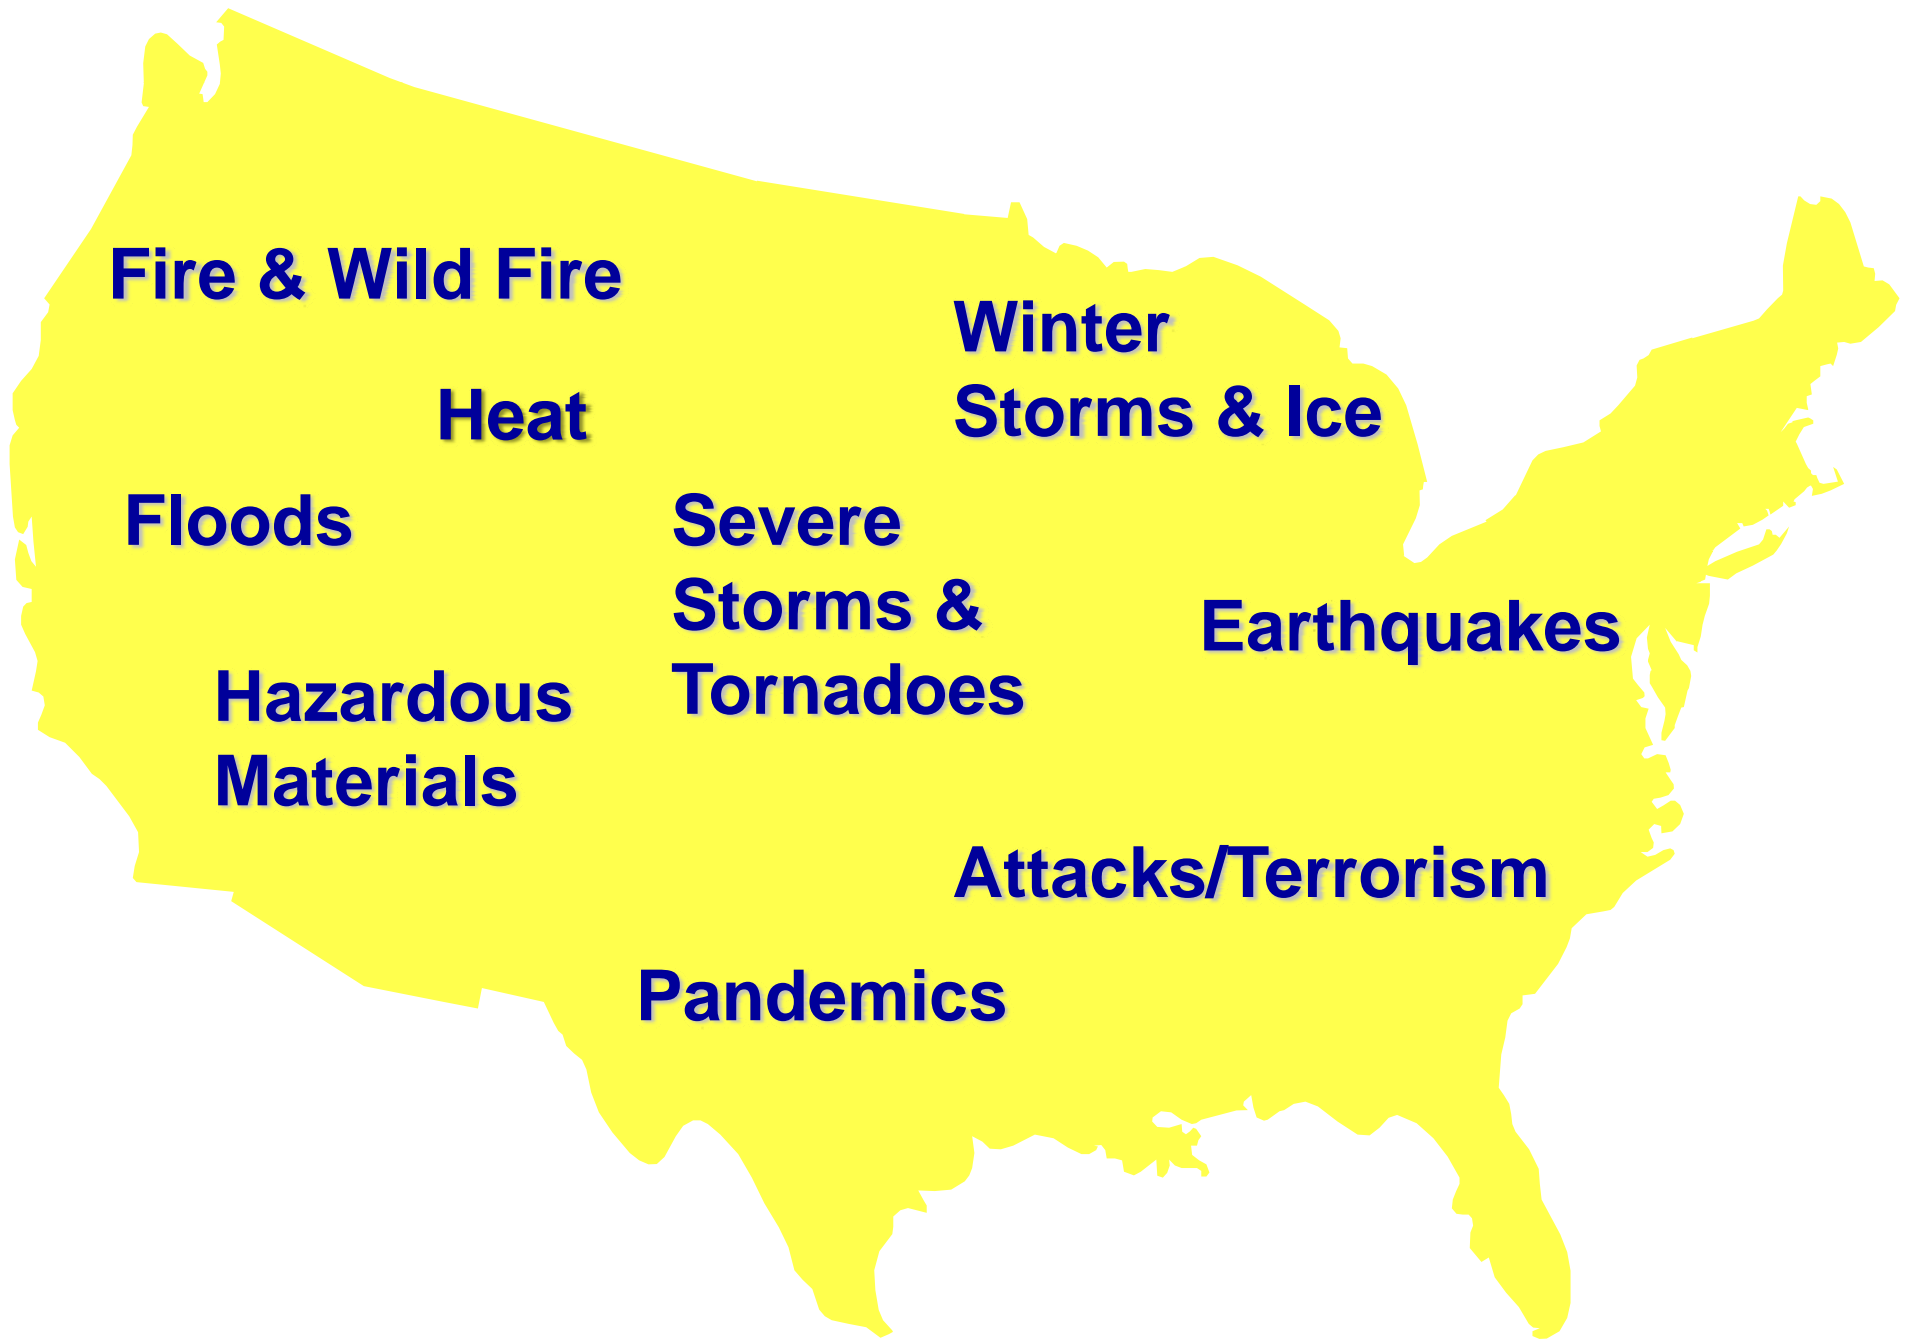 Fire & Wild Fire
Winter
Storms & Ice
Heat
Floods
Severe
Storms &
Tornadoes
Earthquakes
Hazardous
Materials
Attacks/Terrorism
Pandemics